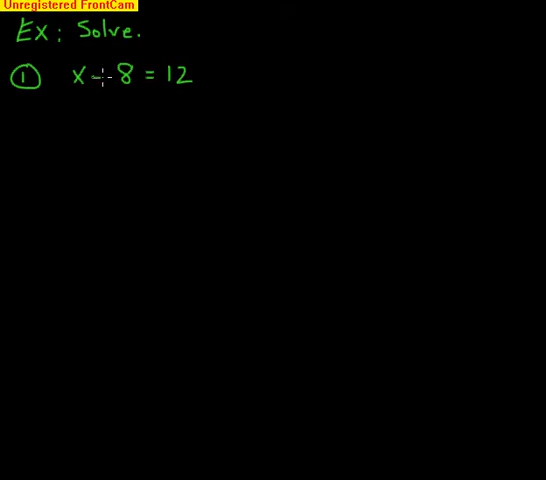 Unregistered FrontCam
Ex: Solve.
① x - 8 = 12